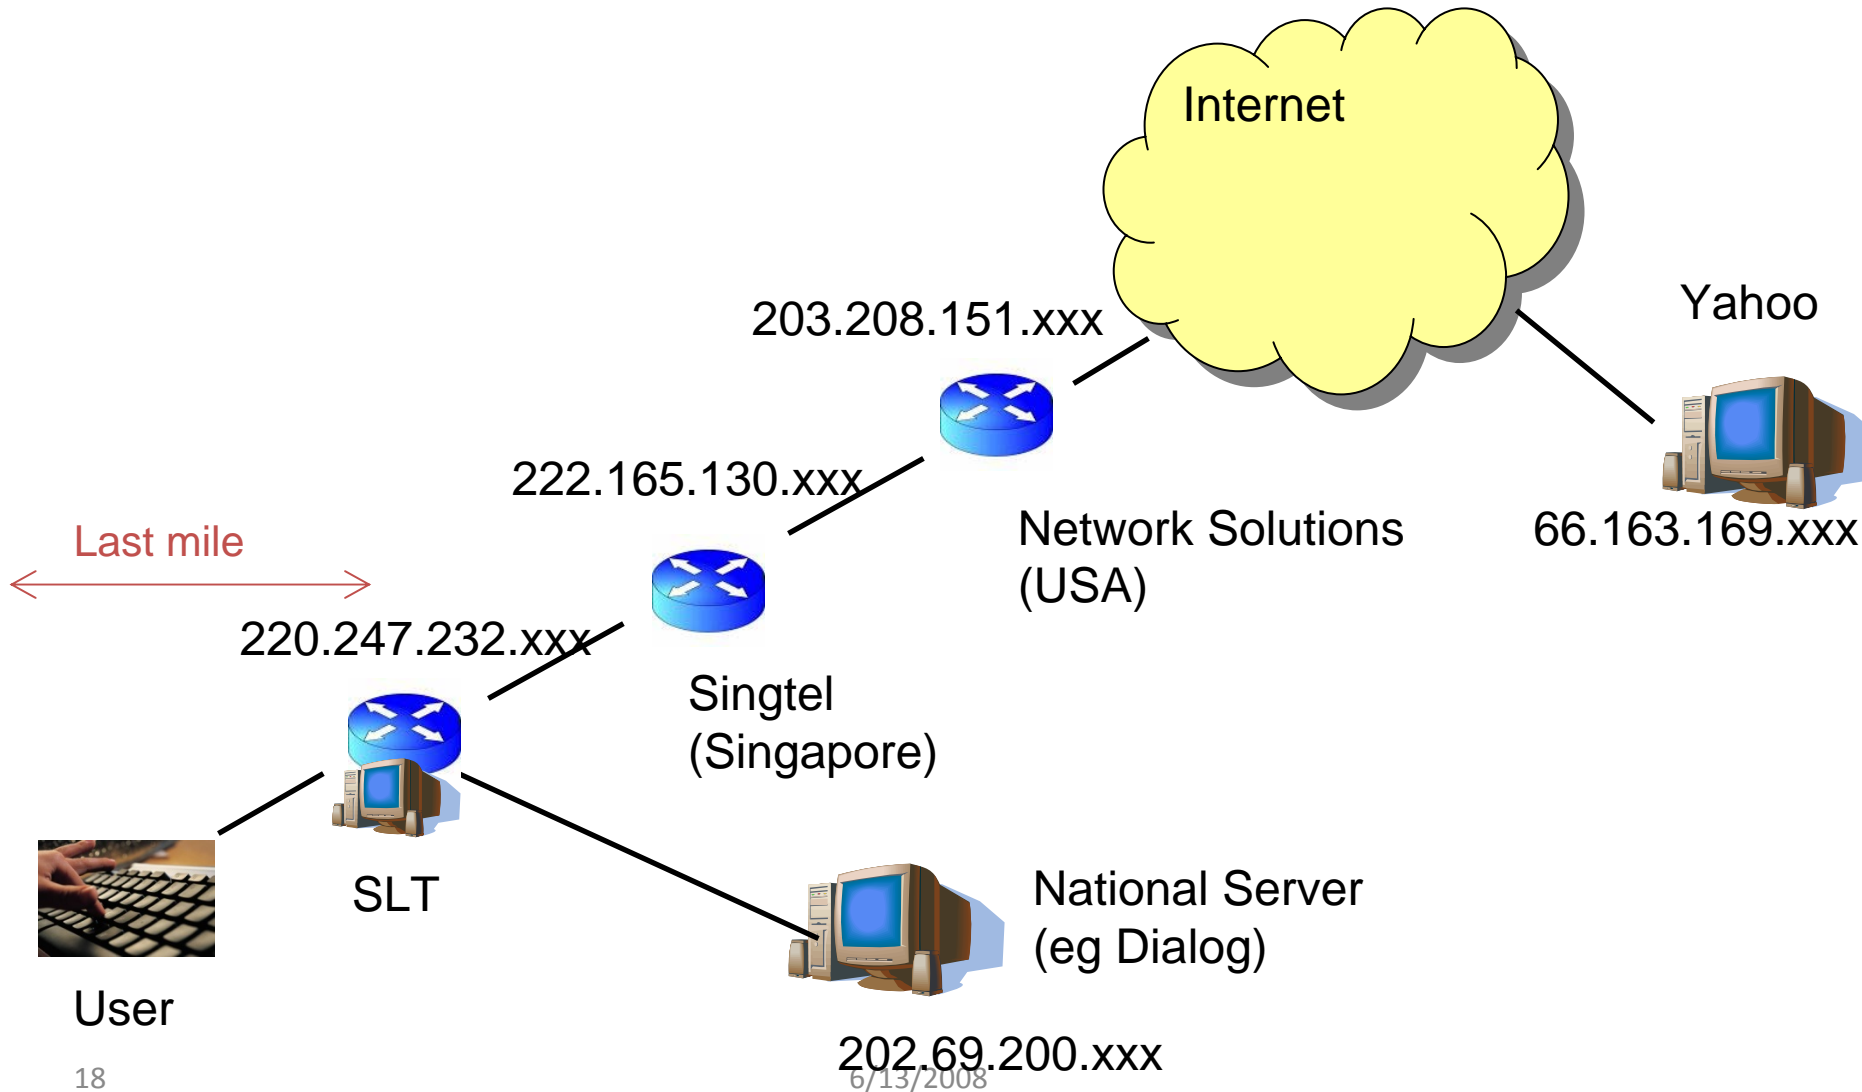 Internet
203.208.151.xxx
Yahoo
222.165.130.xxx
Network Solutions
(USA)
66.163.169.xxx
Last mile
220.247.232.xxx
Singtel
(Singapore)
SLT
National Server
(eg Dialog)
User
202.69.200.xxx
18
6/13/2008